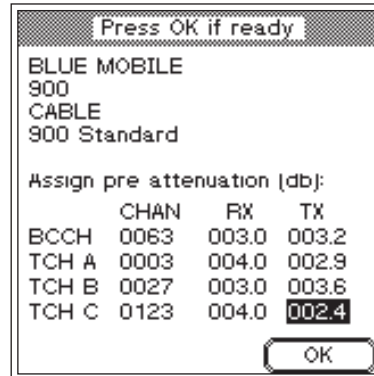 Press OK if ready
BLUE MOBILE
900
CABLE
900 Standard
Assign pre attenuation (db):
CHAN RX TX
BCCH 0063 003.0 003.2
TCH A 0003 004.0 002.9
TCH B 0027 003.0 003.6
TCH C 0123 004.0 002.4
OK